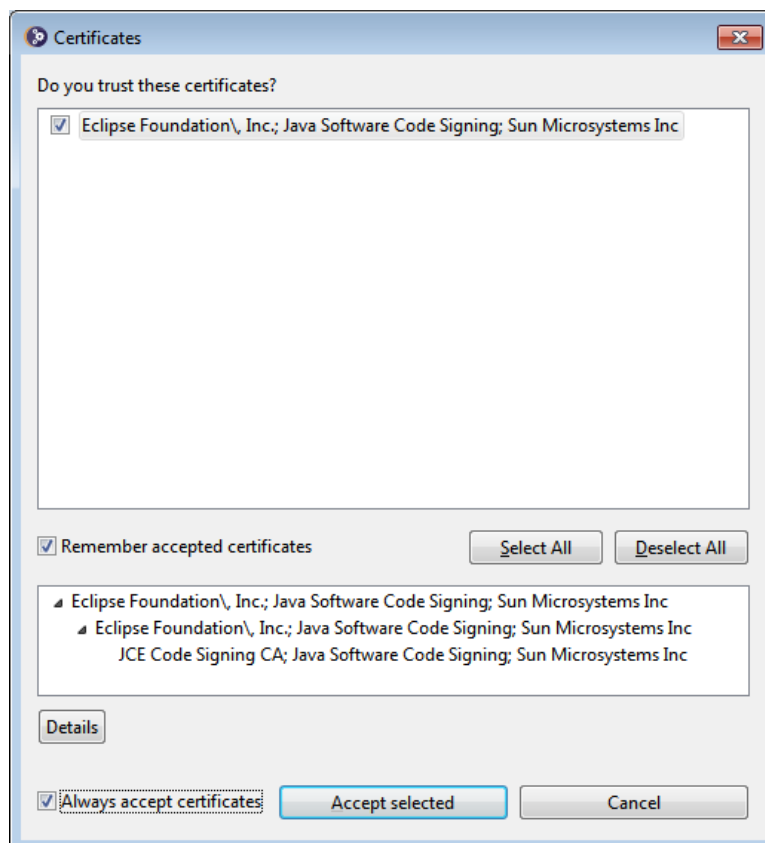 Certificates
Do you trust these certificates?
Eclipse Foundation\, Inc.; Java Software Code Signing; Sun Microsystems Inc
Remember accepted certificates
Select All
Deselect All
Eclipse Foundation\, Inc.; Java Software Code Signing; Sun Microsystems Inc
Eclipse Foundation\, Inc.; Java Software Code Signing; Sun Microsystems Inc
JCE Code Signing CA; Java Software Code Signing; Sun Microsystems Inc
Details
Always accept certificates
Accept selected
Cancel